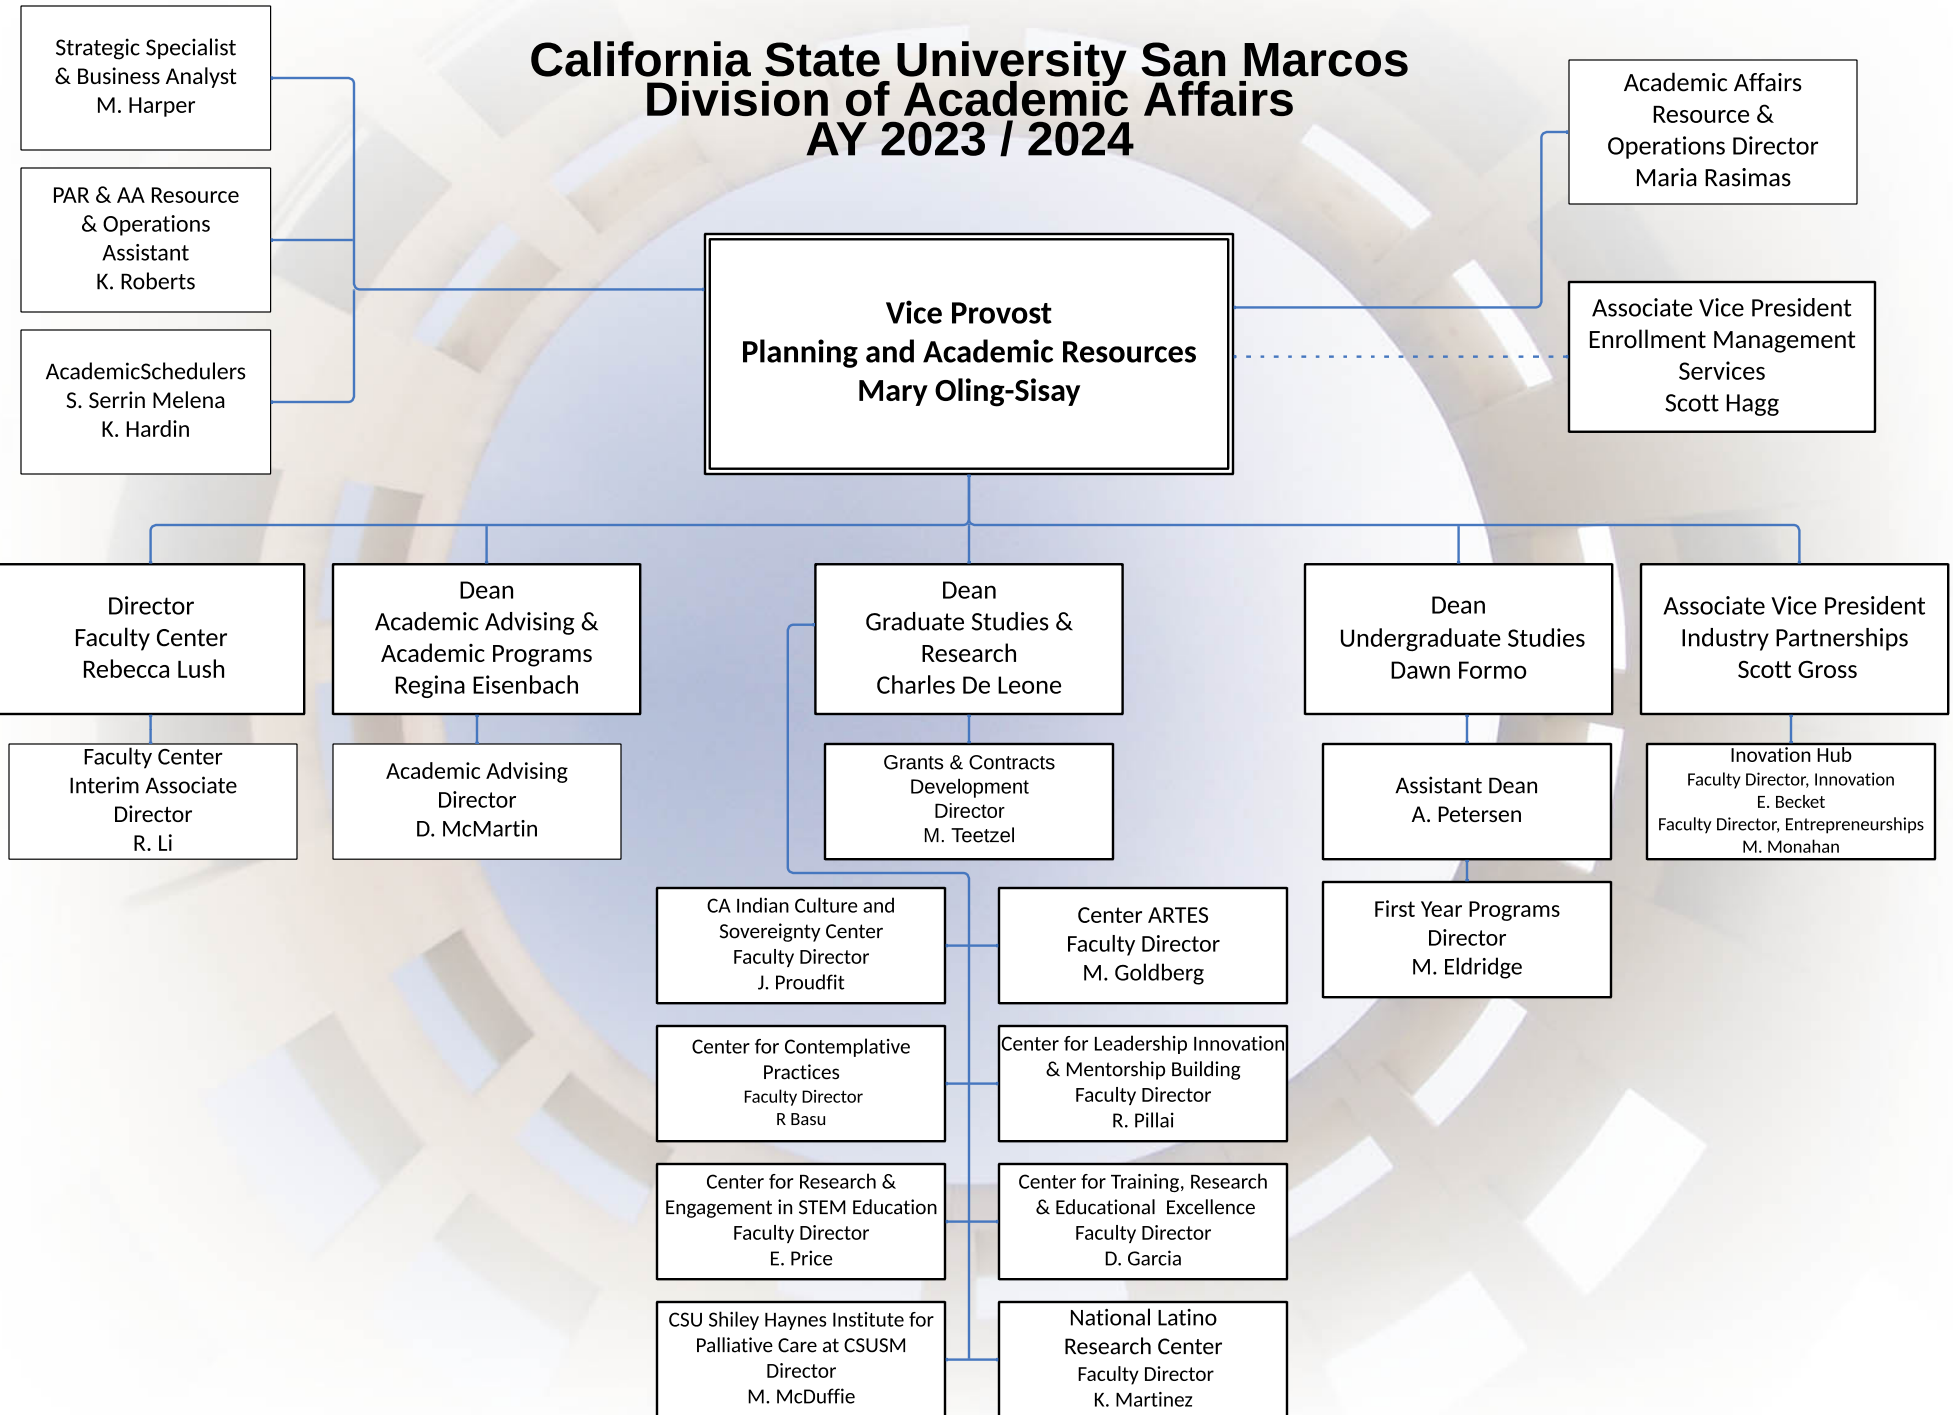 California State University San Marcos
Division of Academic Affairs
AY 2023 / 2024
Strategic Specialist
& Business Analyst
M. Harper
PAR & AA Resource
& Operations
Assistant
K. Roberts
AcademicSchedulers
S. Serrin Melena
K. Hardin
Vice Provost
Planning and Academic Resources
Mary Oling-Sisay
Academic Affairs
Resource &
Operations Director
Maria Rasimas
Associate Vice President
Enrollment Management
Services
Scott Hagg
Director
Faculty Center
Rebecca Lush
Dean
Academic Advising &
Academic Programs
Regina Eisenbach
Dean
Graduate Studies &
Research
Charles De Leone
Dean
Undergraduate Studies
Dawn Formo
Associate Vice President
Industry Partnerships
Scott Gross
Faculty Center
Interim Associate
Director
R. Li
Academic Advising
Director
D. McMartin
Grants & Contracts
Development
Director
M. Teetzel
Assistant Dean
A. Petersen
Inovation Hub
Faculty Director, Innovation
E. Becket
Faculty Director, Entrepreneurships
M. Monahan
CA Indian Culture and
Sovereignty Center
Faculty Director
J. Proudfit
Center ARTES
Faculty Director
M. Goldberg
First Year Programs
Director
M. Eldridge
Center for Contemplative
Practices
Faculty Director
R Basu
Center for Leadership Innovation
& Mentorship Building
Faculty Director
R. Pillai
Center for Research &
Engagement in STEM Education
Faculty Director
E. Price
Center for Training, Research
& Educational  Excellence
Faculty Director
D. Garcia
CSU Shiley Haynes Institute for
Palliative Care at CSUSM
Director
M. McDuffie
National Latino
Research Center
Faculty Director
K. Martinez